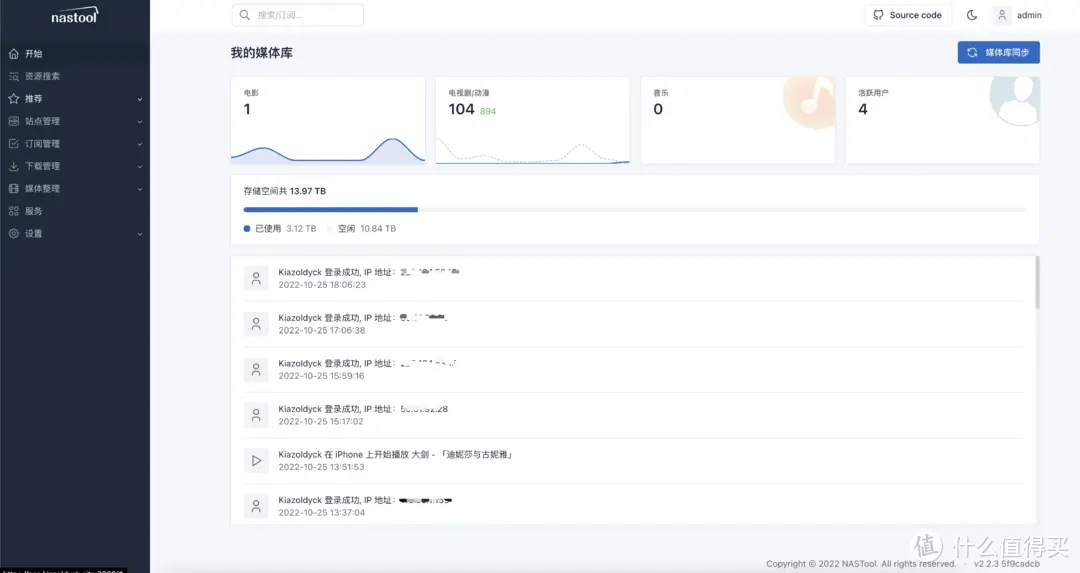 nastool
搜索/订阅...
Source code
admin
开始
资源搜索
推荐
站点管理
订阅管理
下载管理
媒体整理
服务
设置
我的媒体库
媒体库同步
电影
1
电视剧/动漫
104 894
音乐
0
活跃用户
4
存储空间共 13.97 TB
已使用 3.12 TB 空闲 10.84 TB
Kiazoldyck 登录成功, IP 地址:
2022-10-25 18:06:23
Kiazoldyck 登录成功, IP 地址:
2022-10-25 17:06:38
Kiazoldyck 登录成功, IP 地址:
2022-10-25 15:59:16
Kiazoldyck 登录成功, IP 地址:
2022-10-25 15:17:02
Kiazoldyck 在 iPhone 上开始播放 大剑 - 「迪妮莎与古妮雅」
2022-10-25 13:51:53
Kiazoldyck 登录成功, IP 地址:
2022-10-25 13:37:04
值 什么值得买
Copyright © 2022 NASTool. All rights reserved. · v2.2.3 5f9cadcb